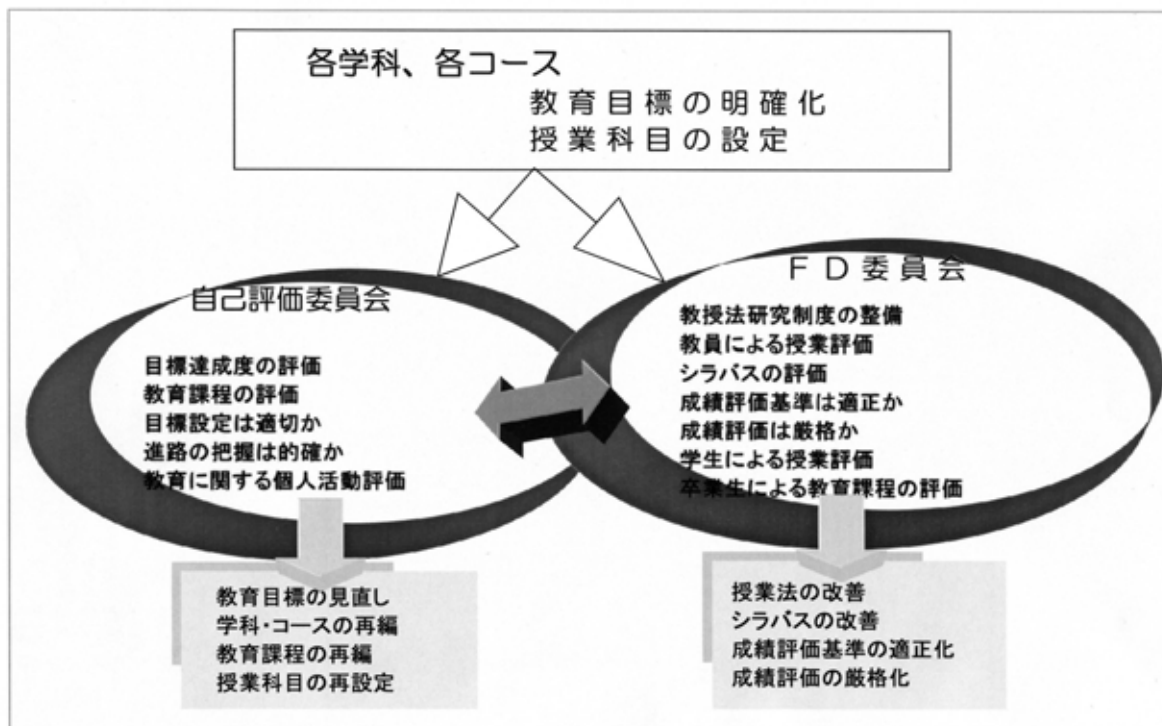 各学科、各コース
教育目標の明確化
授業科目の設定
自己評価委員会
目標達成度の評価
教育課程の評価
目標設定は適切か
進路の把握は的確か
教育に関する個人活動評価
教育目標の見直し
学科・コースの再編
教育課程の再編
授業科目の再設定
ＦＤ委員会
教授法研究制度の整備
教員による授業評価
シラバスの評価
成績評価基準は適正か
成績評価は厳格か
学生による授業評価
卒業生による教育課程の評価
授業法の改善
シラバスの改善
成績評価基準の適正化
成績評価の厳格化